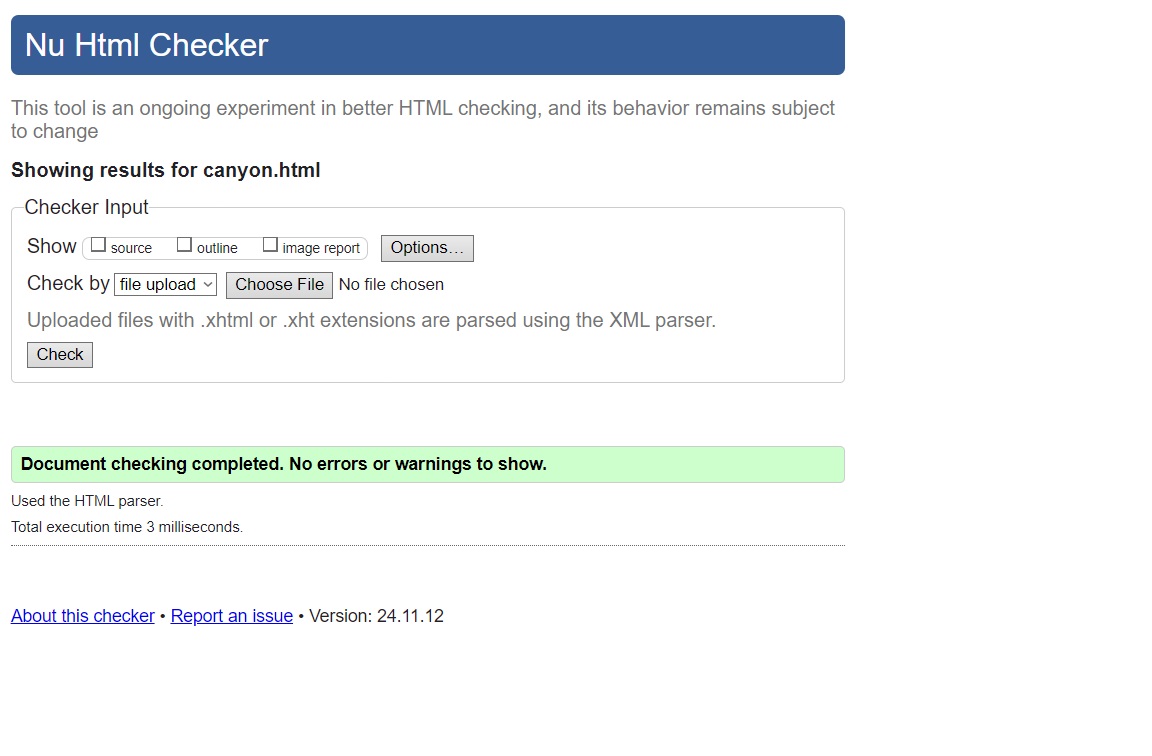 Nu Html Checker
This tool is an ongoing experiment in better HTML checking, and its behavior remains subject
to change
Showing results for canyon.html
Checker Input
Show source outline image report Options...
Check by file upload Choose File No file chosen
Uploaded files with .xhtml or .xht extensions are parsed using the XML parser.
Check
Document checking completed. No errors or warnings to show.
Used the HTML parser.
Total execution time 3 milliseconds.
About this checker • Report an issue • Version: 24.11.12